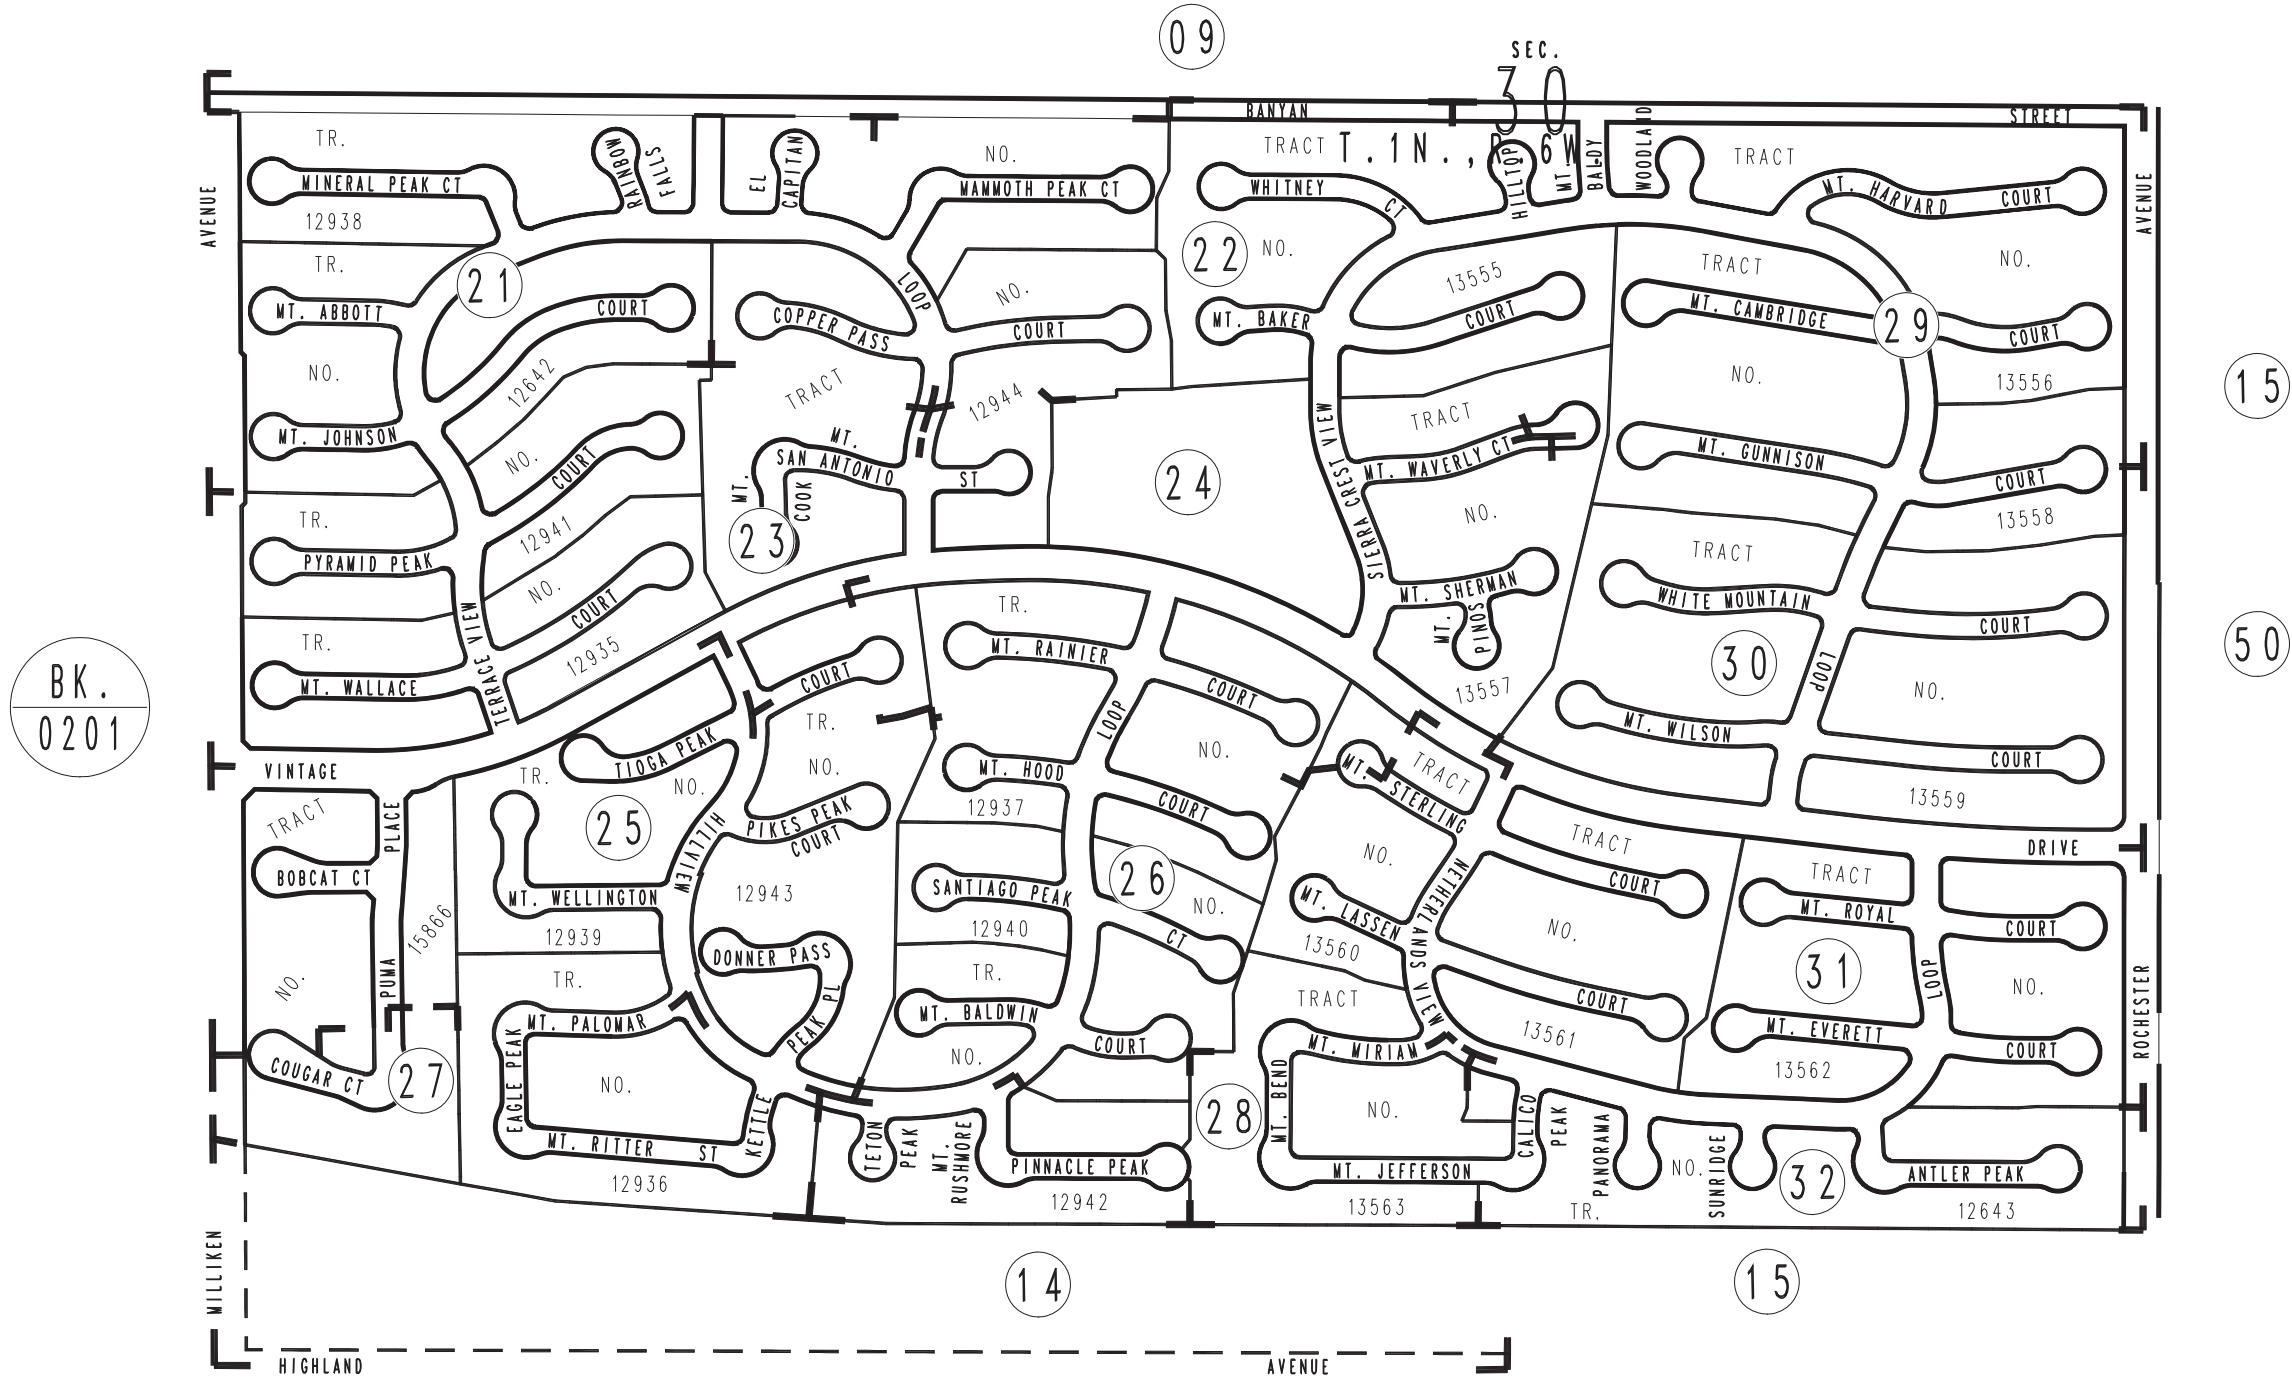 09
SEC.
30
T.1N.,R.6W.
BANYAN
STREET
AVENUE
AVENUE
TR.
MINERAL PEAK CT
12938
RAINBOW
FALLS
EL
CAPITAN
NO.
MAMMOTH PEAK CT
TRACT
WHITNEY
CT
HILLTOP
MT.
BALDY
WOODLAND
TRACT
MT. HARVARD
COURT
22
NO.
NO.
TR.
21
MT. ABBOTT
COURT
COPPER PASS
LOOP
NO.
COURT
MT. BAKER
13555
COURT
TRACT
MT. CAMBRIDGE
29
COURT
NO.
12642
TRACT
12944
NO.
13556
15
MT. JOHNSON
NO.
COURT
MT.
SAN ANTONIO
ST
MT.
COOK
24
SIERRA CREST VIEW
TRACT
MT. WAVERLY CT
MT. GUNNISON
COURT
TR.
12941
23
NO.
13558
PYRAMID PEAK
NO.
COURT
TRACT
MT. SHERMAN
MT.
PINOS
WHITE MOUNTAIN
COURT
TR.
TERRACE VIEW
12935
TR.
MT. RAINIER
COURT
30
LOOP
50
BK.
0201
MT. WALLACE
COURT
13557
NO.
TR.
LOOP
NO.
MT. WILSON
COURT
VINTAGE
TR.
TIOGA PEAK
NO.
NO.
MT. HOOD
COURT
MT. STERLING
TRACT
13559
TRACT
PLACE
25
HILLVIEW
PIKES PEAK
COURT
12937
NO.
TRACT
DRIVE
BOBCAT CT
MT. WELLINGTON
12943
SANTIAGO PEAK
26
NO.
CT
MT. LASSEN
NETHERLANDS VIEW
COURT
TRACT
MT. ROYAL
COURT
15866
12939
12940
13560
NO.
NO.
PUMA
TR.
DONNER PASS
PEAK PL
TR.
TRACT
COURT
31
LOOP
NO.
ROCHESTER
MT. PALOMAR
MT. BALDWIN
COURT
MT. MIRIAM
13561
MT. EVERETT
COURT
COUGAR CT
27
EAGLE PEAK
NO.
NO.
28
MT. BEND
NO.
CALICO
PEAK
13562
MT. RITTER
ST
KETTLE
TETON
PEAK
MT.
RUSHMORE
PINNACLE PEAK
MT. JEFFERSON
PANORAMA
NO.
SUNRIDGE
32
ANTLER PEAK
12936
12942
13563
TR.
12643
MILLIKEN
14
15
HIGHLAND
AVENUE